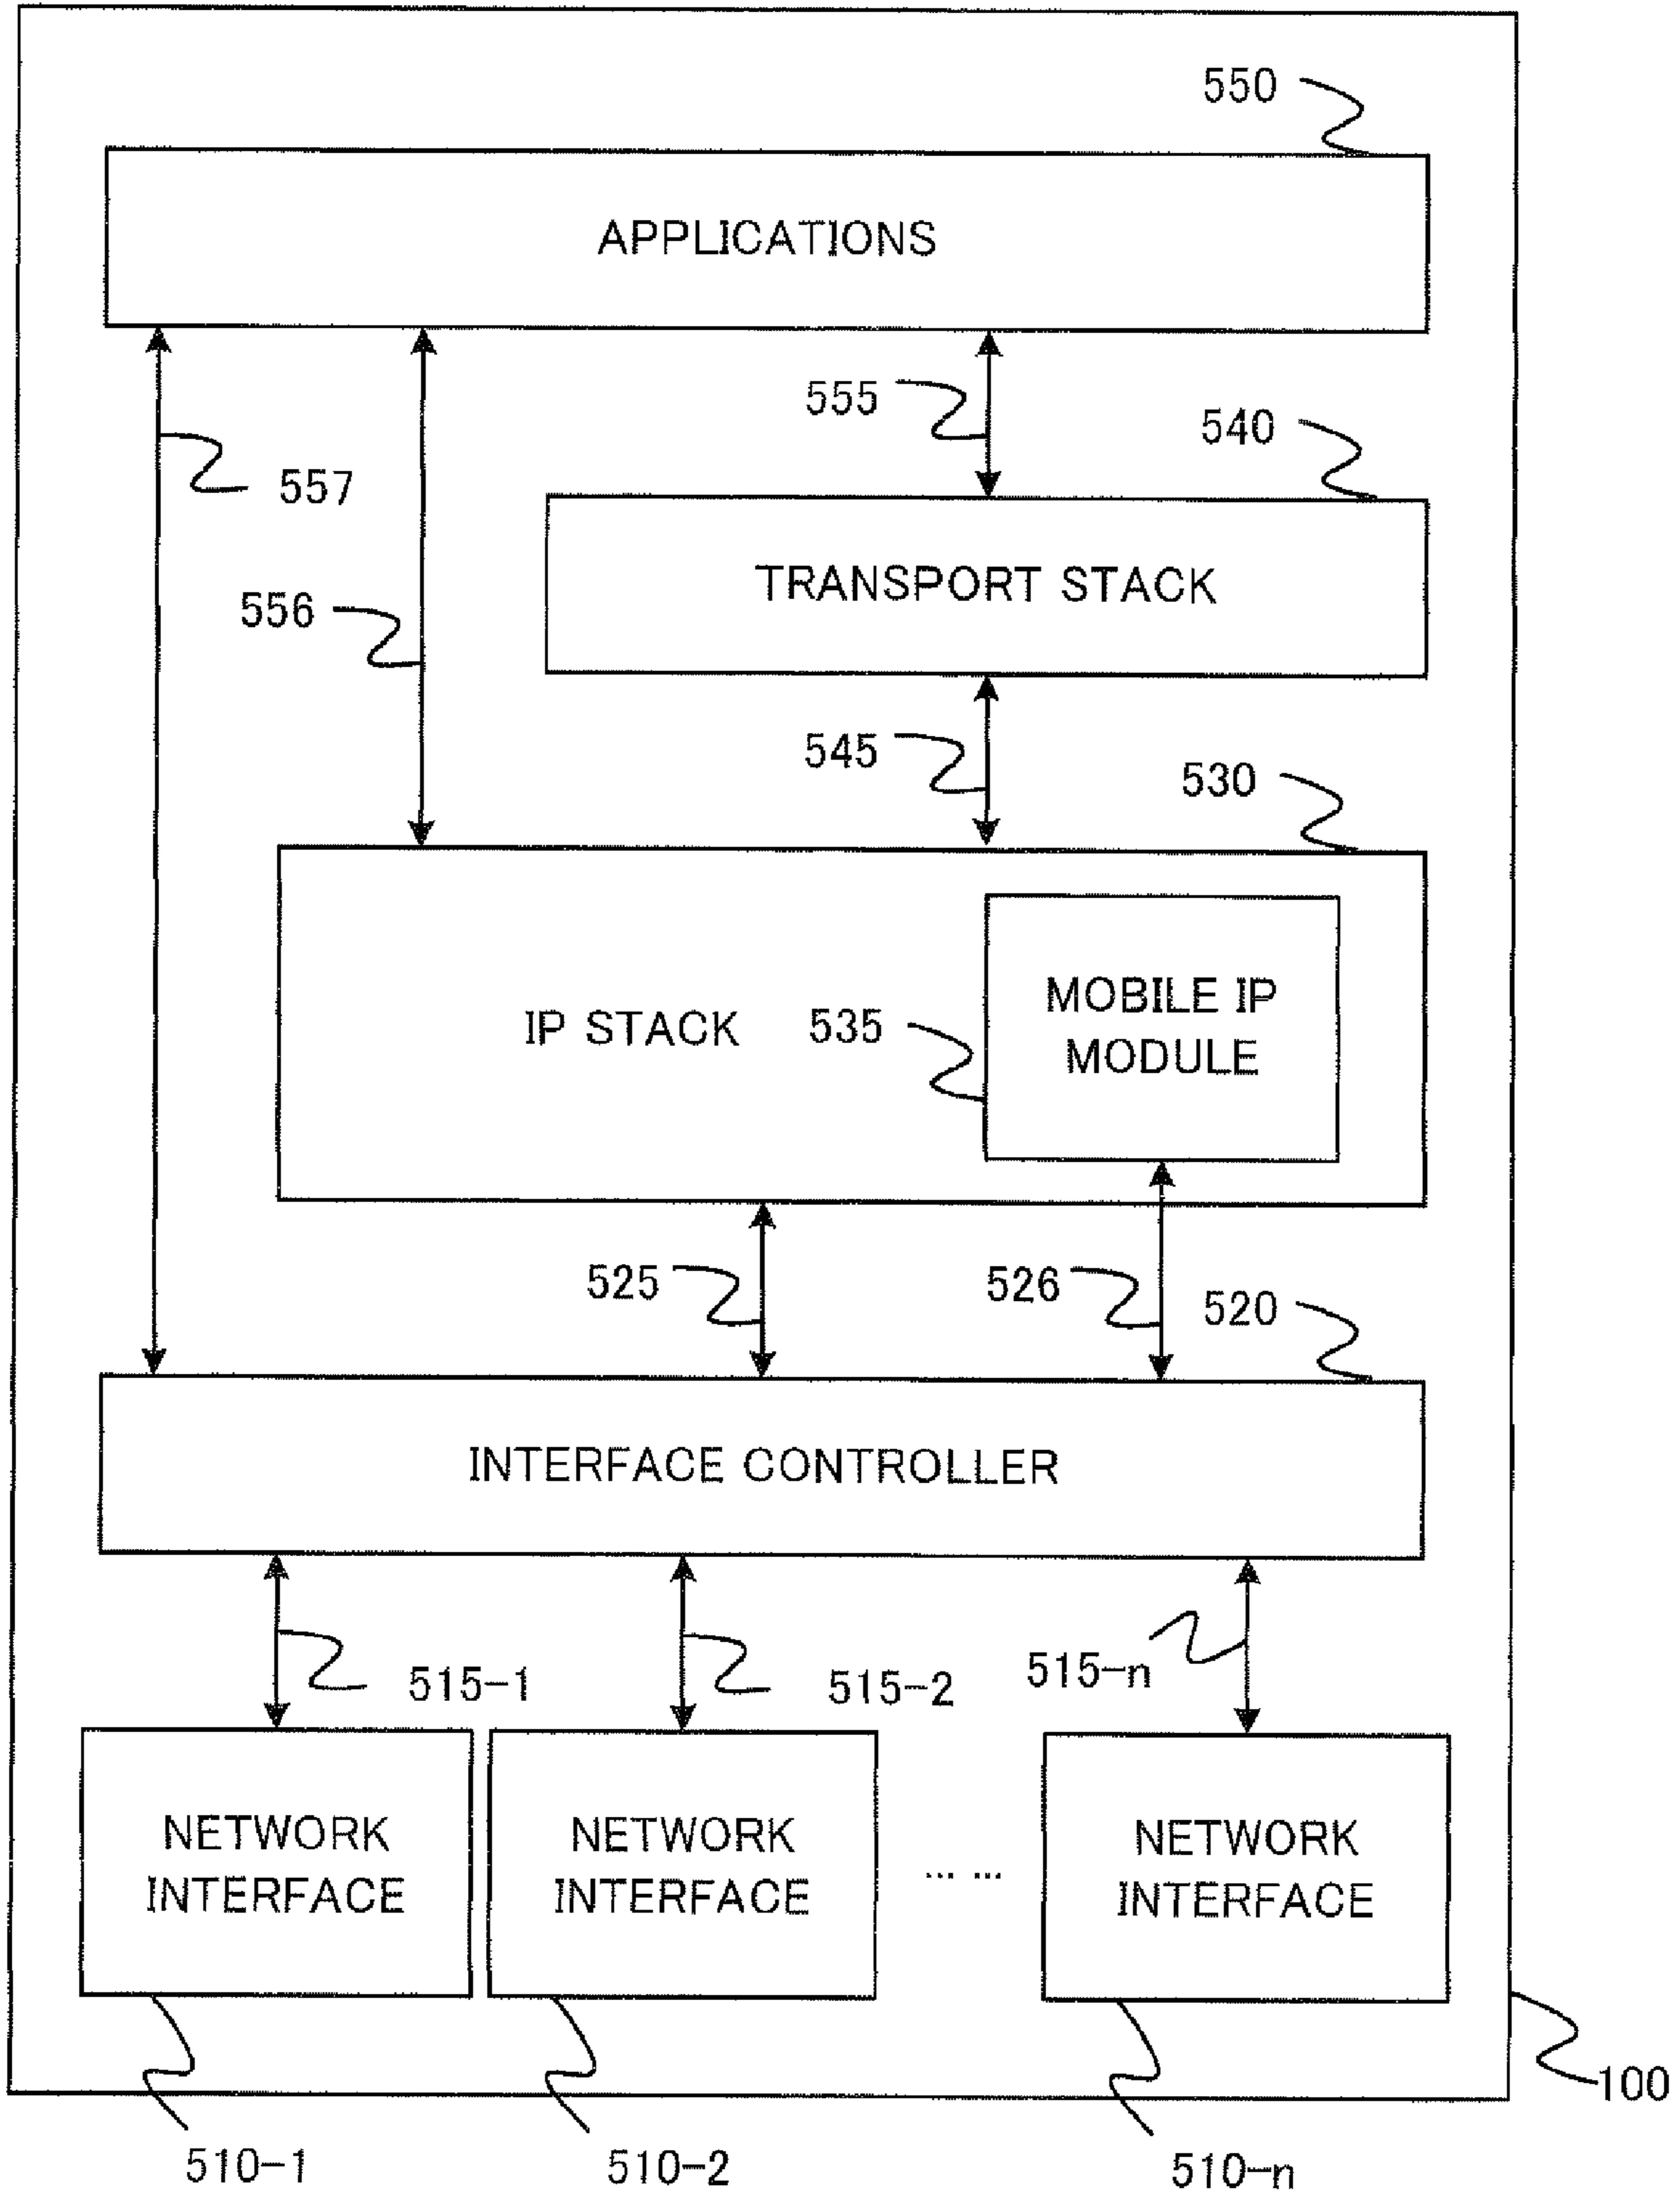 550
APPLICATIONS
555
540
557
TRANSPORT STACK
556
545
530
MOBILE IP
MODULE
IP STACK
535
525
526
520
INTERFACE CONTROLLER
515-1
515-2
515-n
NETWORK
INTERFACE
NETWORK
INTERFACE
... ...
NETWORK
INTERFACE
100
510-1
510-2
510-n